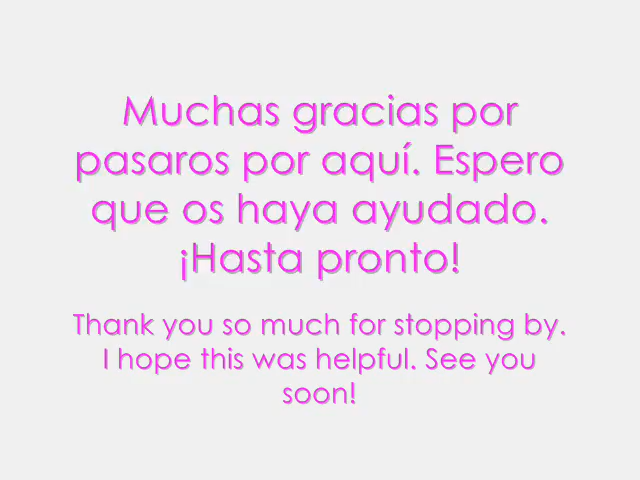 Muchas gracias por
pasaros por aquí. Espero
que os haya ayudado.
¡Hasta pronto!
Thank you so much for stopping by.
I hope this was helpful. See you
soon!